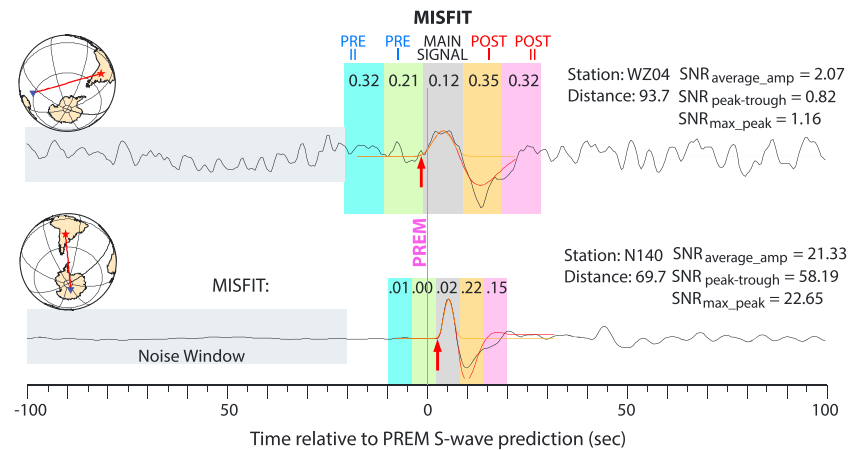 MISFIT
PRE II PRE I MAIN SIGNAL POST I POST II
0.32 0.21 0.12 0.35 0.32
Station: WZ04 SNR average_amp = 2.07
Distance: 93.7 SNR peak-trough = 0.82
SNR max_peak = 1.16
PREM
Station: N140 SNR average_amp = 21.33
Distance: 69.7 SNR peak-trough = 58.19
SNR max_peak = 22.65
MISFIT: .01 .00 .02 .22 .15
Noise Window
-100 50 0 50 100
Time relative to PREM S-wave prediction (sec)